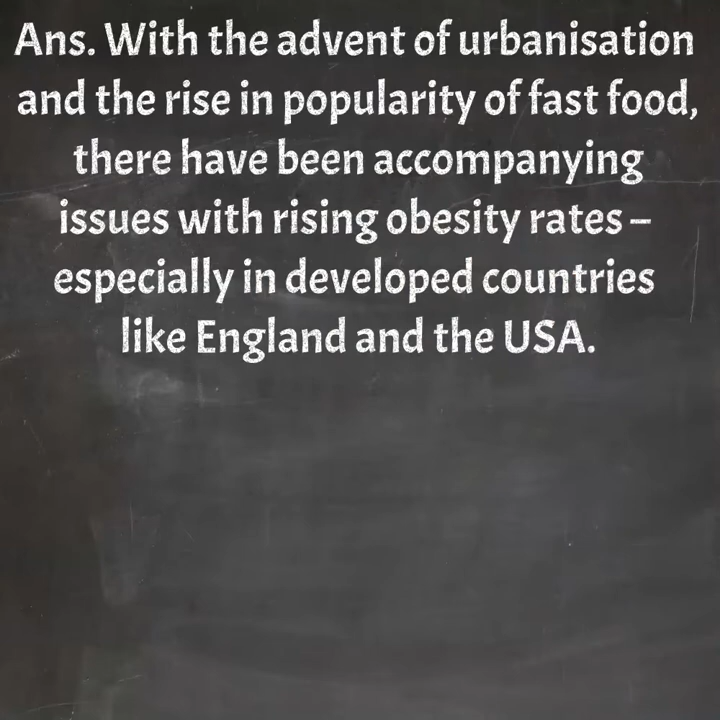 Ans. With the advent of urbanisation
and the rise in popularity of fast food,
there have been accompanying
issues with rising obesity rates –
especially in developed countries
like England and the USA.